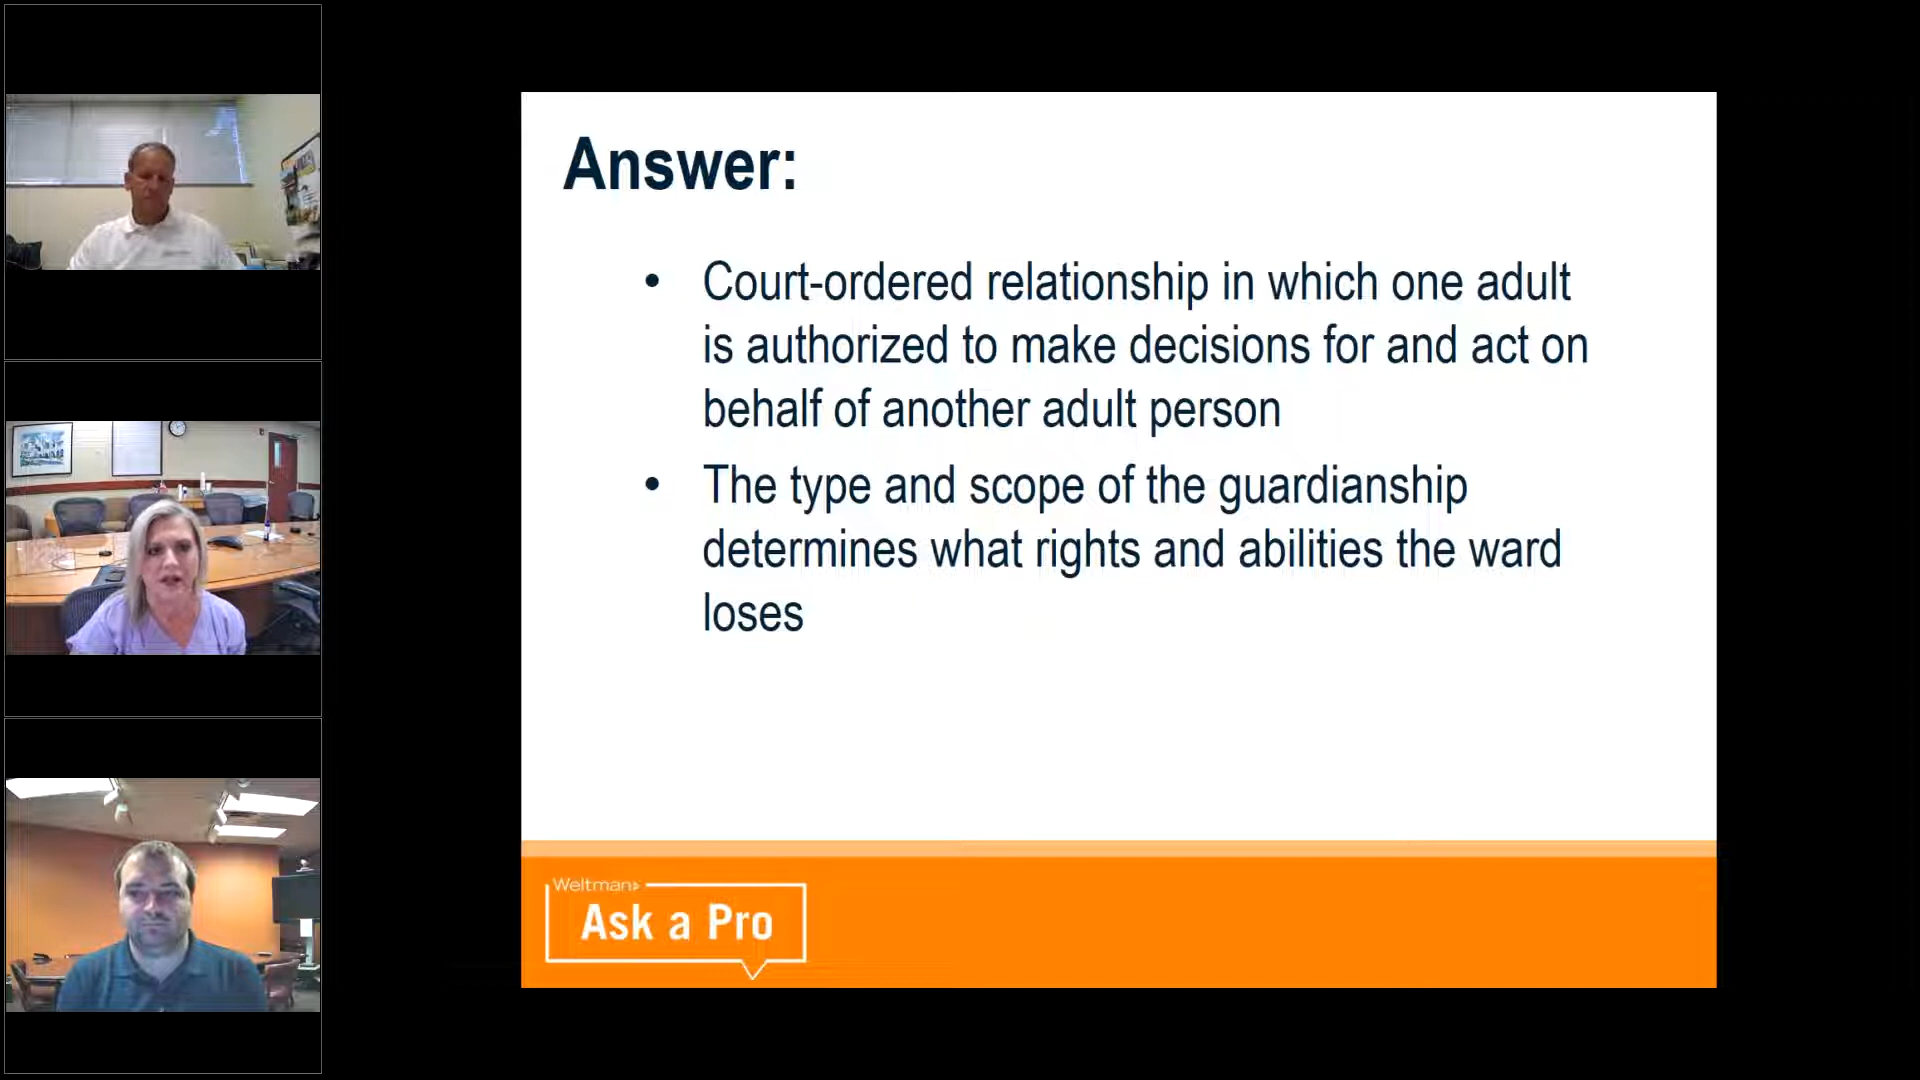 Answer:
• Court-ordered relationship in which one adult
is authorized to make decisions for and act on
behalf of another adult person
• The type and scope of the guardianship
determines what rights and abilities the ward
loses
Weltman
Ask a Pro